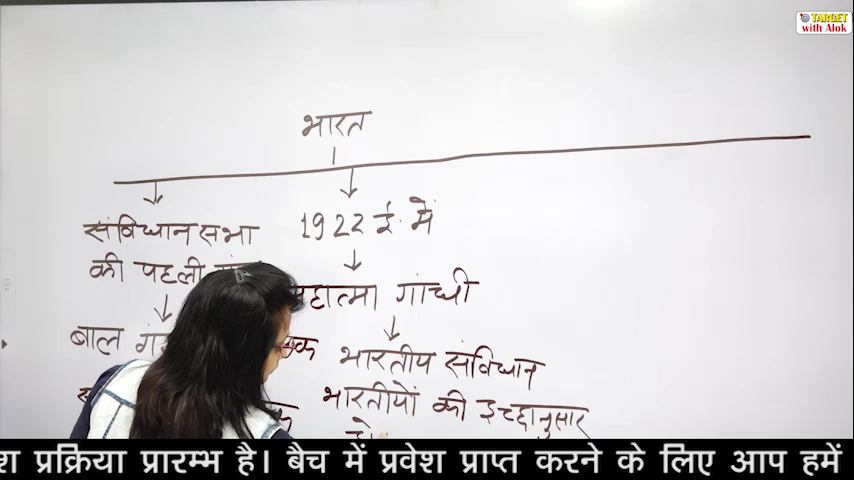 TARGET
with Alok
भारत
संविधान सभा
की पहली
बाल
1922 ई. में
महात्मा गांधी
भारतीय संविधान
भारतीयों की इच्छानुसार
श प्रक्रिया प्रारम्भ है। बैच में प्रवेश प्राप्त करने के लिए आप हमें